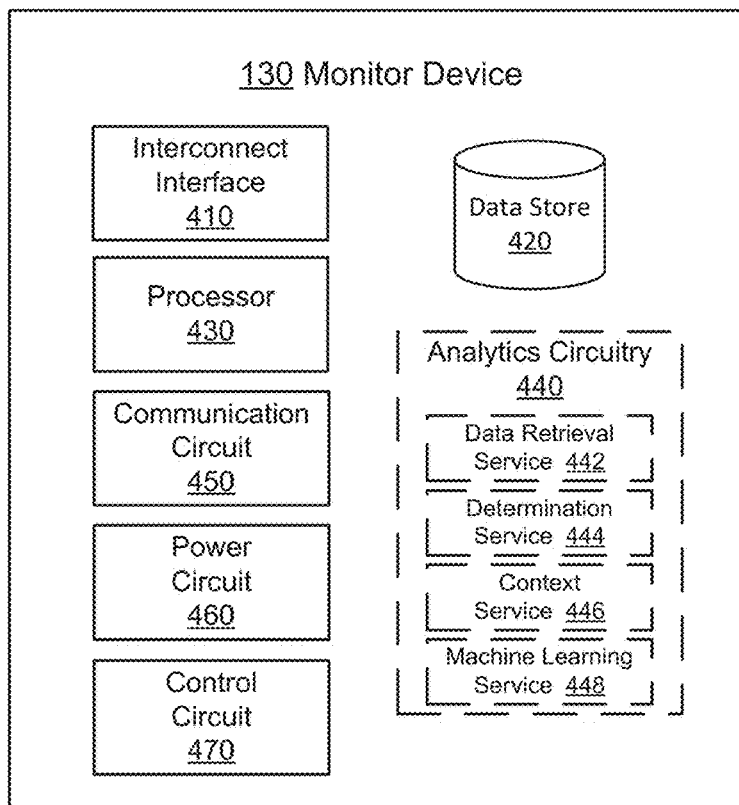 130 Monitor Device
Interconnect
Interface
410
Processor
430
Communication
Circuit
450
Power
Circuit
460
Control
Circuit
470
Data Store
420
Analytics Circuitry
440
Data Retrieval
Service 442
Determination
Service 444
Context
Service 446
Machine Learning
Service 448